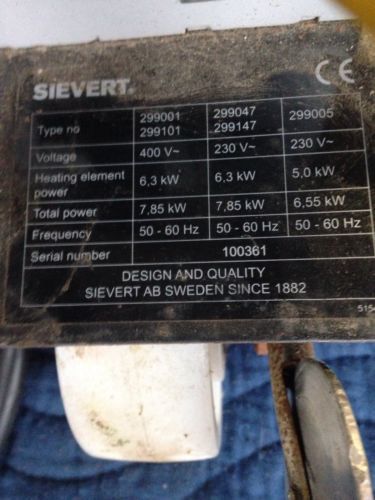 SIEVERT® CE
Type no 299001 299047 299005
299101 299147
Voltage 400 V~ 230 V~ 230 V~
Heating element power 6,3 kW 6,3 kW 5,0 kW
Total power 7,85 kW 7,85 kW 6,55 kW
Frequency 50 - 60 Hz 50 - 60 Hz 50 - 60 Hz
Serial number 100361
DESIGN AND QUALITY
SIEVERT AB SWEDEN SINCE 1882